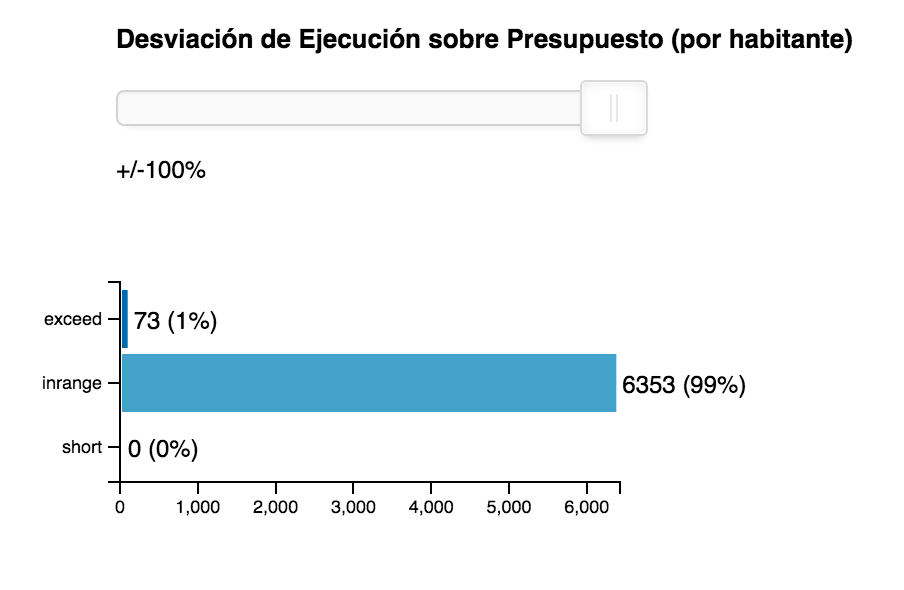 Desviación de Ejecución sobre Presupuesto (por habitante)
+/-100%
exceed 73 (1%)
inrange 6353 (99%)
short 0 (0%)
0 1,000 2,000 3,000 4,000 5,000 6,000